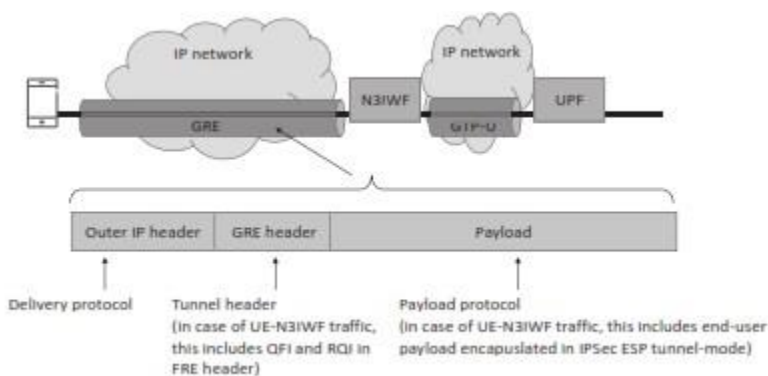 IP network
IP network
N3IWF
UPF
GRE
GTP-U
Outer IP header
GRE header
Payload
Delivery protocol
Tunnel header
(in case of UE-N3IWF traffic,
this includes QFI and RQI in
FRE header)
Payload protocol
(in case of UE-N3IWF traffic, this includes end-user
payload encapuslated in IPSec ESP tunnel-mode)